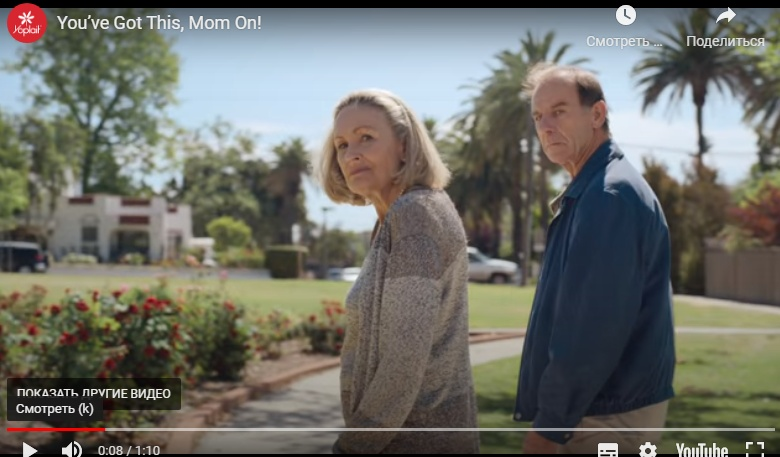 Yoplait
You've Got This, Mom On!
Смотреть ...
Поделиться
ПОКАЗАТЬ ДРУГИЕ ВИДЕО
Смотреть (k)
0:08 / 1:10
YouTube